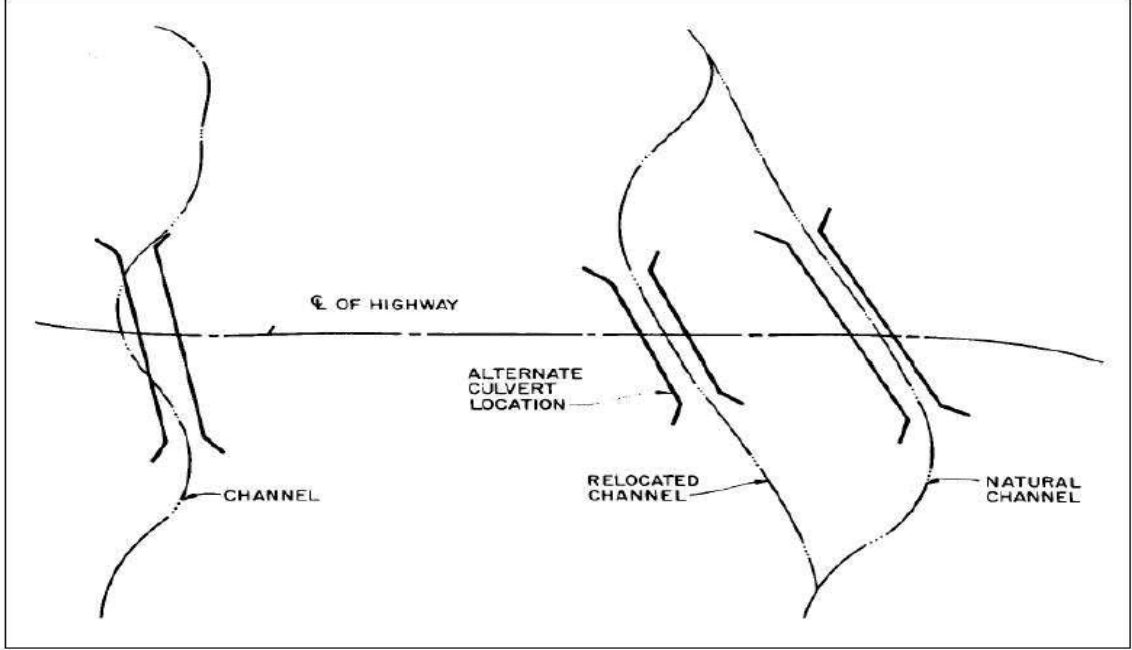 ℄ OF HIGHWAY
ALTERNATE
CULVERT
LOCATION
CHANNEL
RELOCATED
CHANNEL
NATURAL
CHANNEL